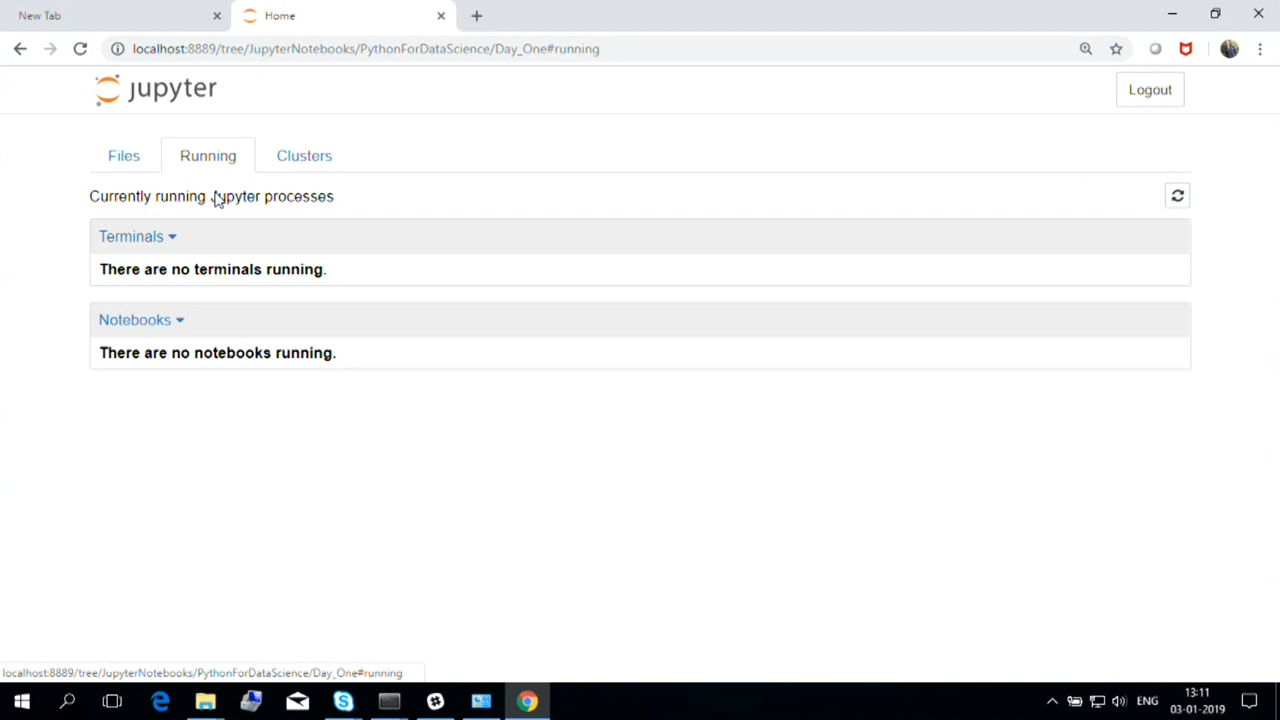 New Tab
Home
localhost:8889/tree/JupyterNotebooks/PythonForDataScience/Day_One#running
jupyter
Logout
Files
Running
Clusters
Currently running Jupyter processes
Terminals
There are no terminals running.
Notebooks
There are no notebooks running.
localhost:8889/tree/JupyterNotebooks/PythonForDataScience/Day_One#running
ENG
13:11
03-01-2019